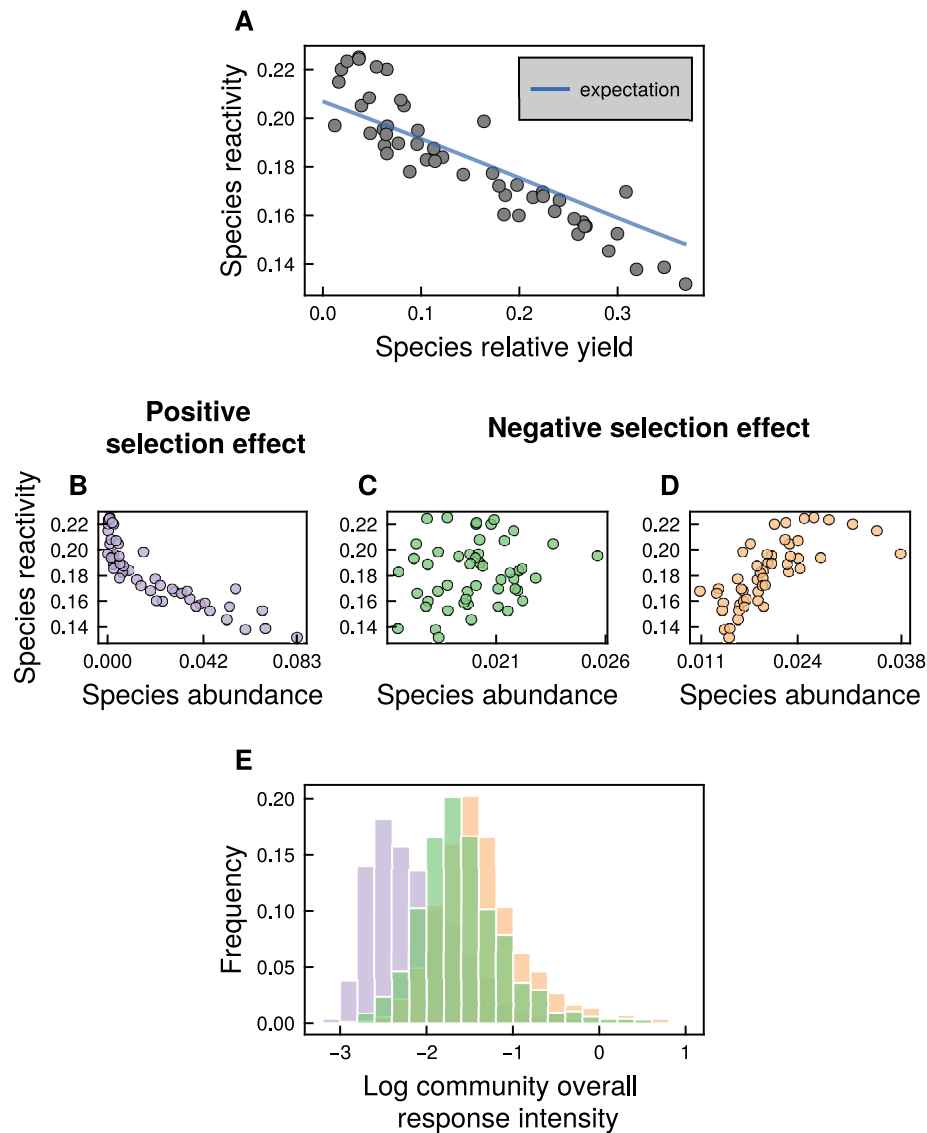 A
Species reactivity
0.22
0.20
0.18
0.16
0.14
expectation
0.0
0.1
0.2
0.3
Species relative yield
Positive
selection effect
Negative selection effect
B
C
D
Species reactivity
0.22
0.20
0.18
0.16
0.14
0.22
0.20
0.18
0.16
0.14
0.22
0.20
0.18
0.16
0.14
0.000
0.042
0.083
0.021
0.026
0.011
0.024
0.038
Species abundance
Species abundance
Species abundance
E
Frequency
0.20
0.15
0.10
0.05
0.00
−3
−2
−1
0
1
Log community overall
response intensity